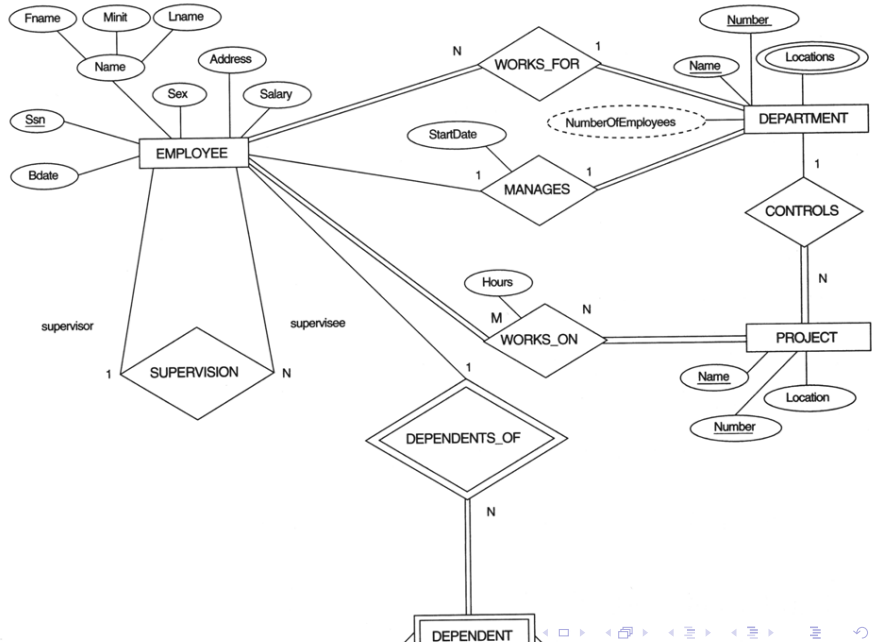 Fname
Minit
Lname
Name
Address
Sex
Salary
Ssn
Bdate
EMPLOYEE
N
WORKS_FOR
1
Number
Name
Locations
NumberOfEmployees
DEPARTMENT
StartDate
1
MANAGES
1
1
CONTROLS
N
supervisor
supervisee
1
SUPERVISION
N
Hours
M
WORKS_ON
N
PROJECT
Name
Number
Location
1
DEPENDENTS_OF
N
DEPENDENT